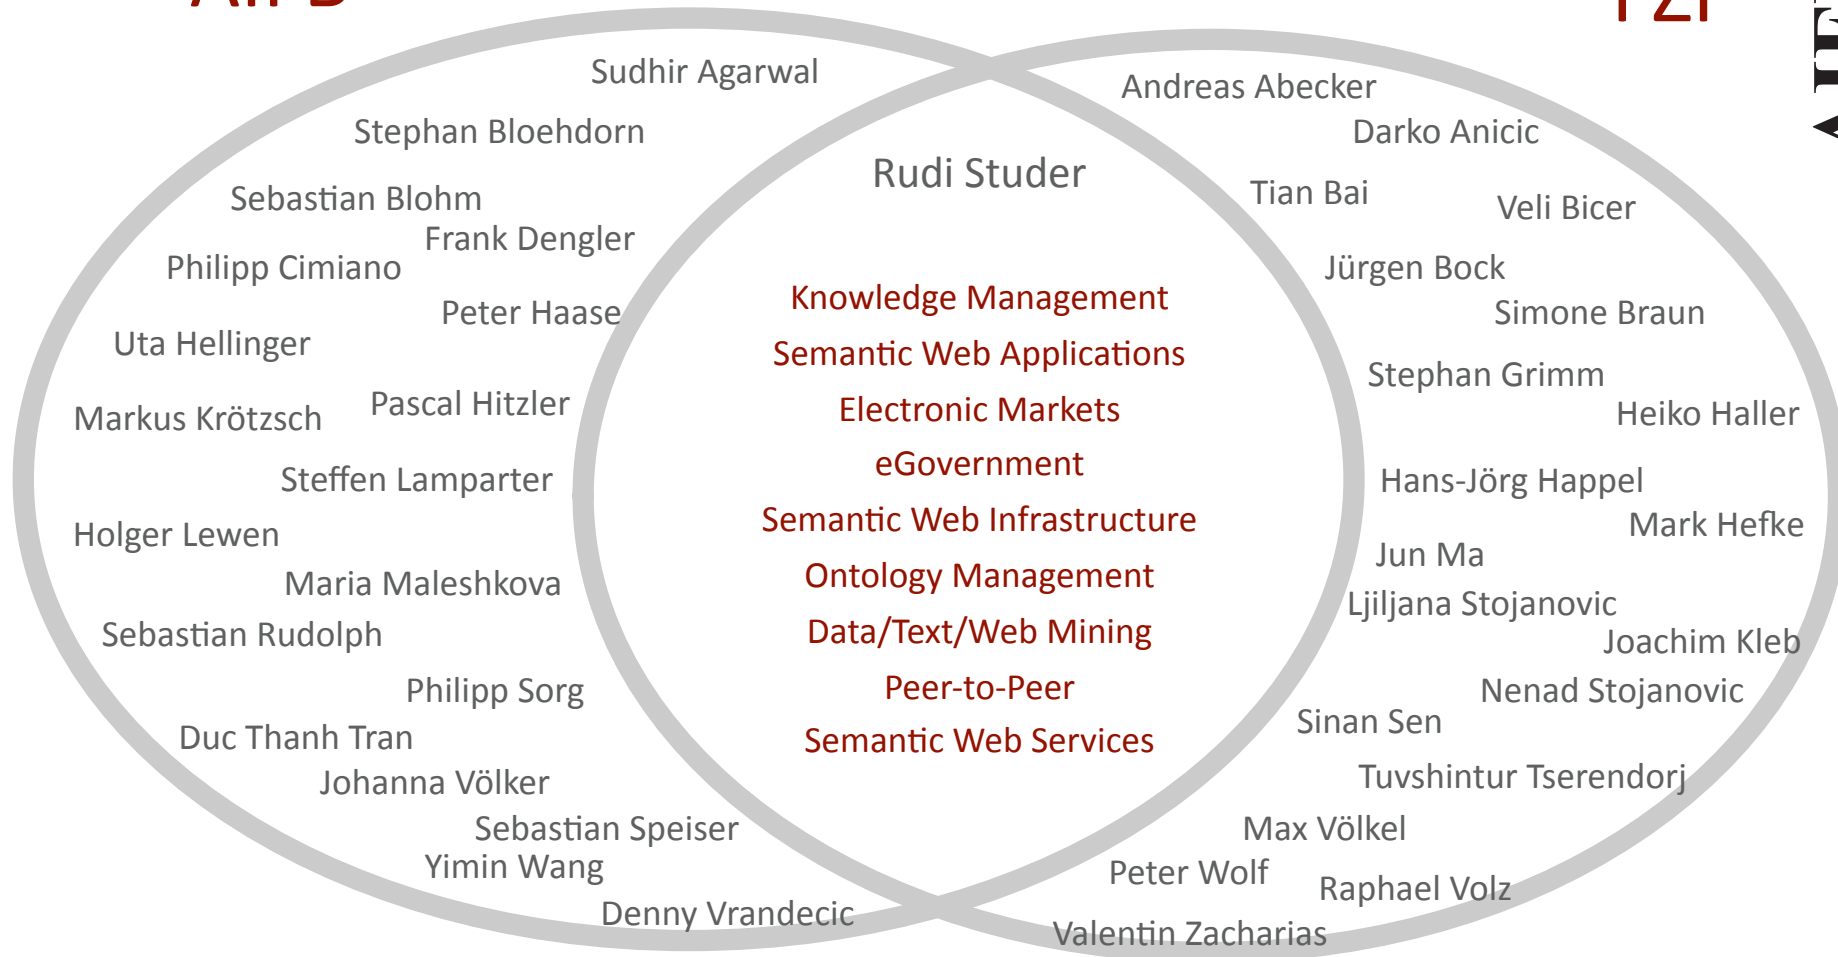 FZI
Sudhir Agarwal
Andreas Abecker
Stephan Bloehdorn
Darko Anicic
Rudi Studer
Sebastian Blohm
Tian Bai
Veli Bicer
Frank Dengler
Philipp Cimiano
Jürgen Bock
Knowledge Management
Peter Haase
Simone Braun
Uta Hellinger
Semantic Web Applications
Stephan Grimm
Markus Krötzsch
Pascal Hitzler
Electronic Markets
Heiko Haller
eGovernment
Steffen Lamparter
Hans-Jörg Happel
Semantic Web Infrastructure
Mark Hefke
Holger Lewen
Jun Ma
Maria Maleshkova
Ontology Management
Ljiljana Stojanovic
Sebastian Rudolph
Data/Text/Web Mining
Joachim Kleb
Philipp Sorg
Peer-to-Peer
Nenad Stojanovic
Sinan Sen
Duc Thanh Tran
Semantic Web Services
Johanna Völker
Tuvshintur Tserendorj
Sebastian Speiser
Max Völkel
Yimin Wang
Peter Wolf
Raphael Volz
Denny Vrandecic
Valentin Zacharias